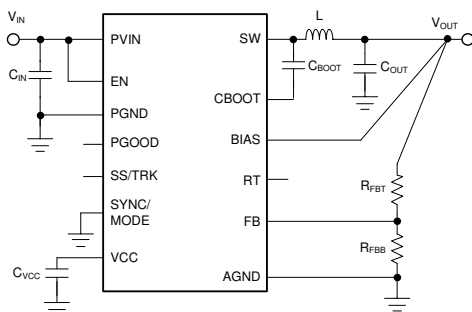 VIN
L
VOUT
PVIN
SW
CIN
CBOOT
COUT
EN
CBOOT
PGND
BIAS
PGOOD
SS/TRK
RT
RFBT
SYNC/
MODE
FB
VCC
RFBB
CVCC
AGND